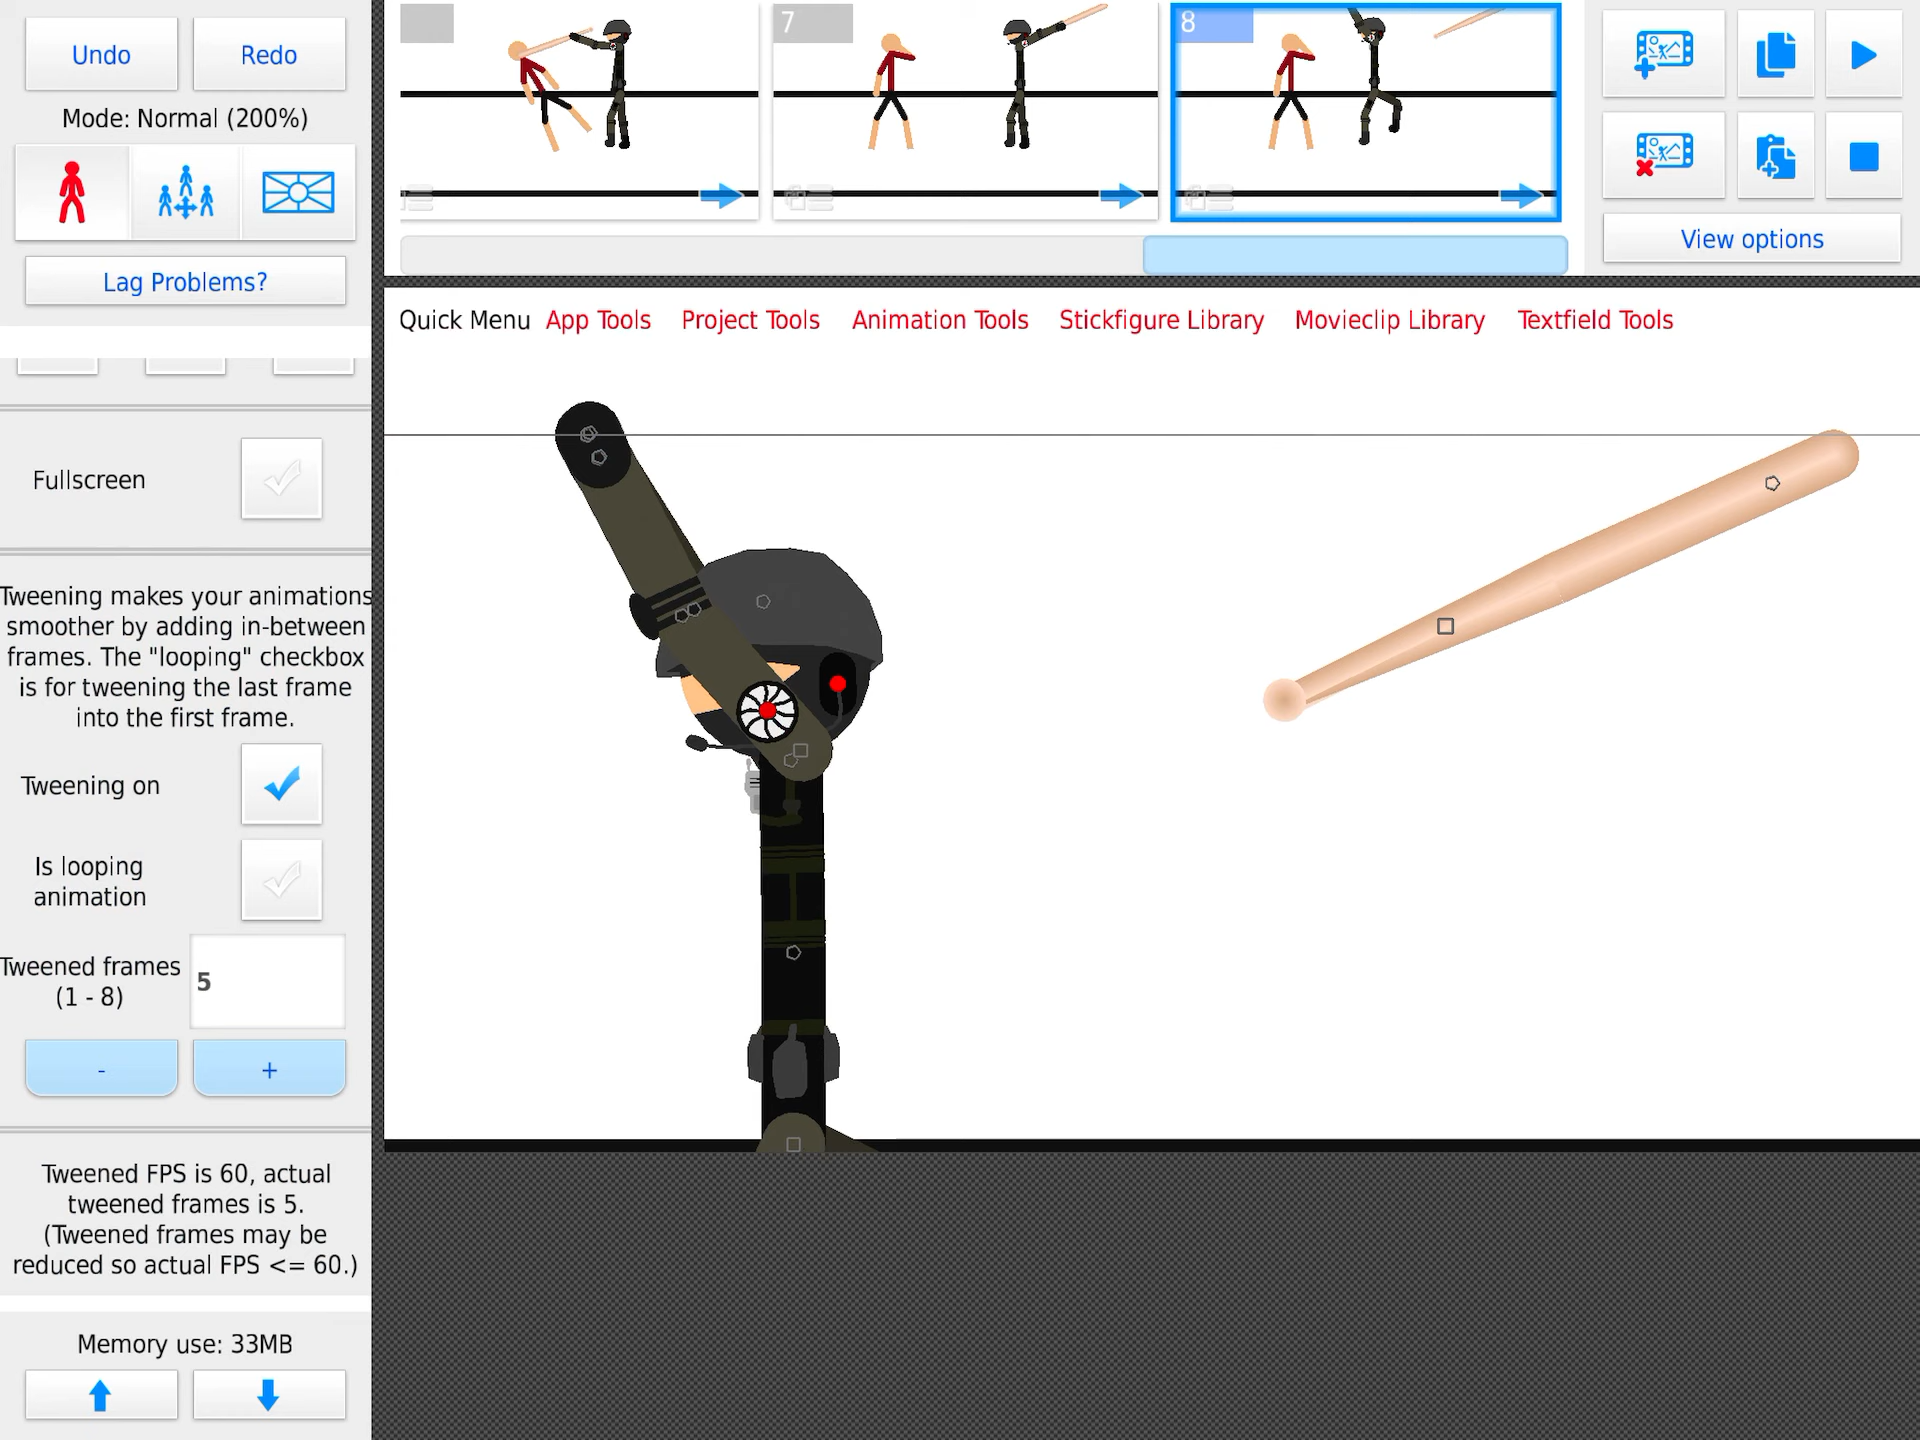 Undo
Redo
Mode: Normal (200%)
Lag Problems?
Fullscreen
Tweening makes your animations
smoother by adding in-between
frames. The "looping" checkbox
is for tweening the last frame
into the first frame.
Tweening on
Is looping
animation
Tweened frames
(1 - 8)
5
-
+
Tweened FPS is 60, actual
tweened frames is 5.
(Tweened frames may be
reduced so actual FPS <= 60.)
Memory use: 33MB
7
8
View options
Quick Menu App Tools Project Tools Animation Tools Stickfigure Library Movieclip Library Textfield Tools